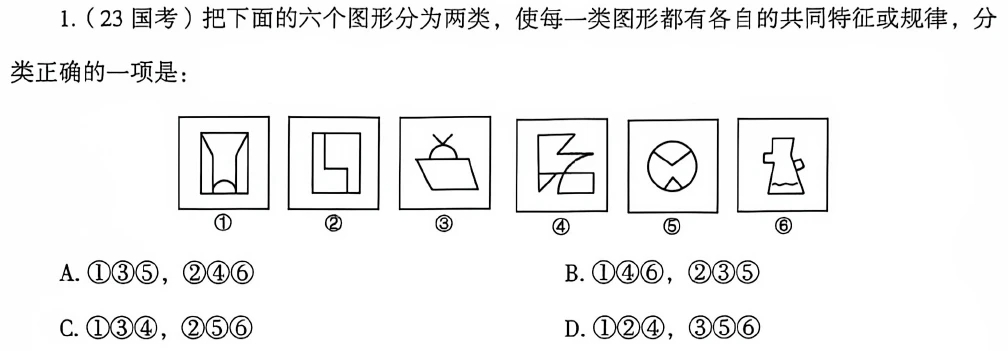 1.（23 国考）把下面的六个图形分为两类，使每一类图形都有各自的共同特征或规律，分
类正确的一项是：
① ② ③ ④ ⑤ ⑥
A. ①③⑤，②④⑥ B. ①④⑥，②③⑤
C. ①③④，②⑤⑥ D. ①②④，③⑤⑥